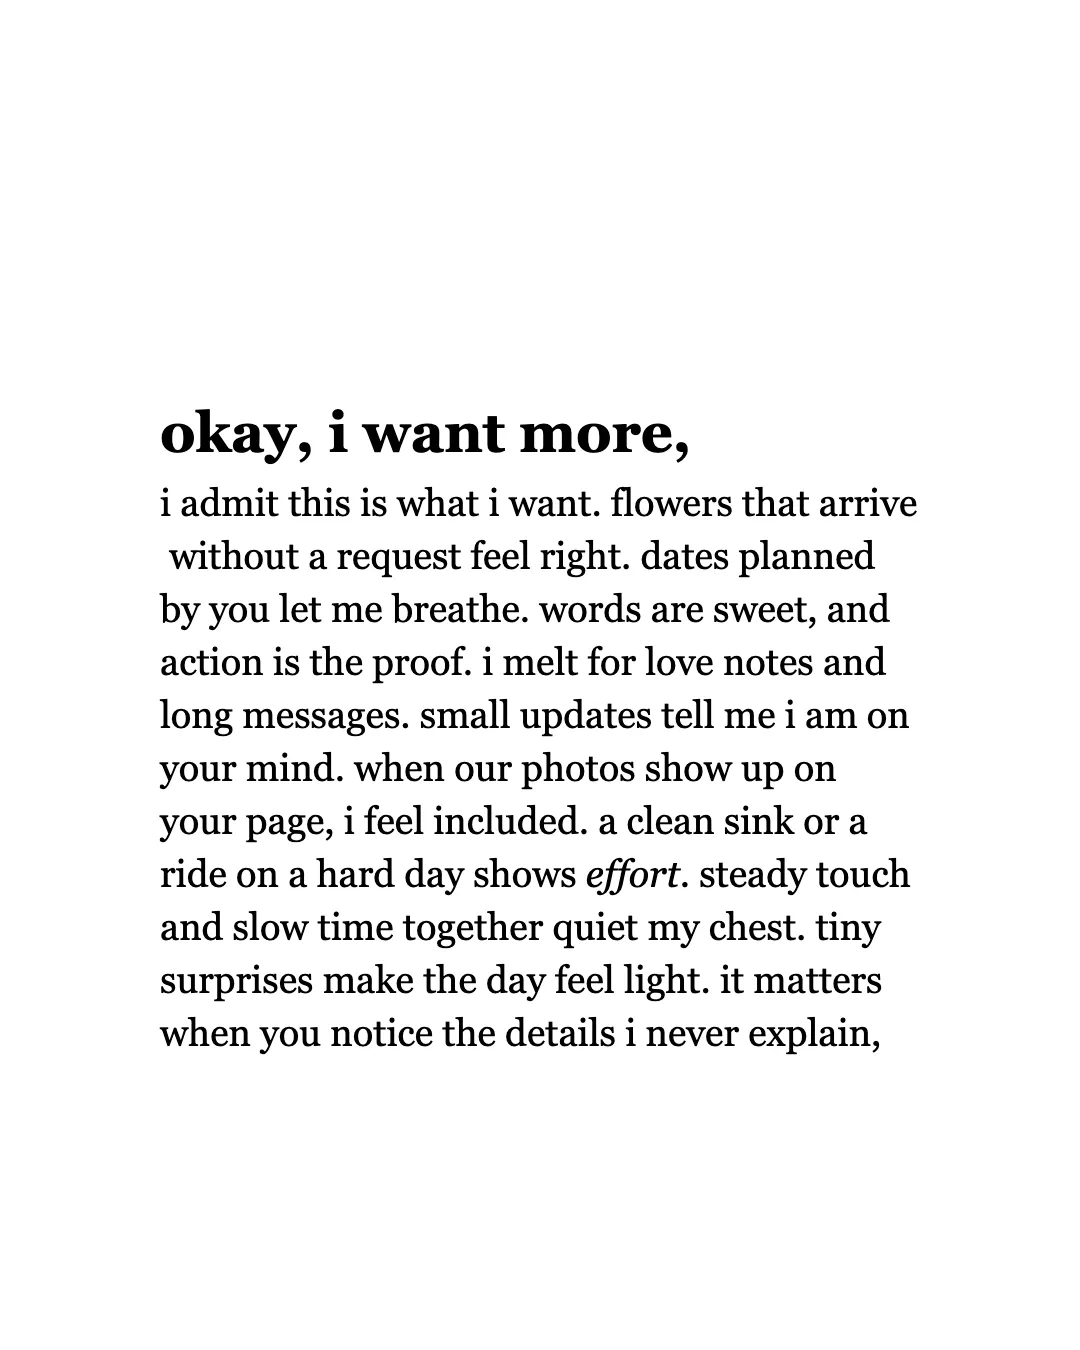 okay, i want more,
i admit this is what i want. flowers that arrive
without a request feel right. dates planned
by you let me breathe. words are sweet, and
action is the proof. i melt for love notes and
long messages. small updates tell me i am on
your mind. when our photos show up on
your page, i feel included. a clean sink or a
ride on a hard day shows effort. steady touch
and slow time together quiet my chest. tiny
surprises make the day feel light. it matters
when you notice the details i never explain,